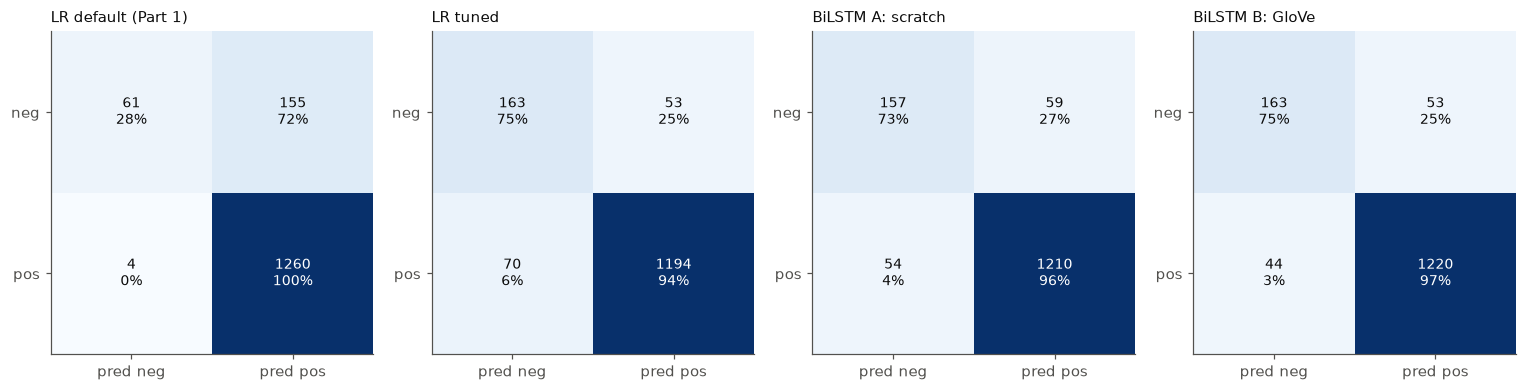 LR default (Part 1)
neg
61
28%
155
72%
pos
4
0%
1260
100%
pred neg
pred pos
LR tuned
neg
163
75%
53
25%
pos
70
6%
1194
94%
pred neg
pred pos
BiLSTM A: scratch
neg
157
73%
59
27%
pos
54
4%
1210
96%
pred neg
pred pos
BiLSTM B: GloVe
neg
163
75%
53
25%
pos
44
3%
1220
97%
pred neg
pred pos